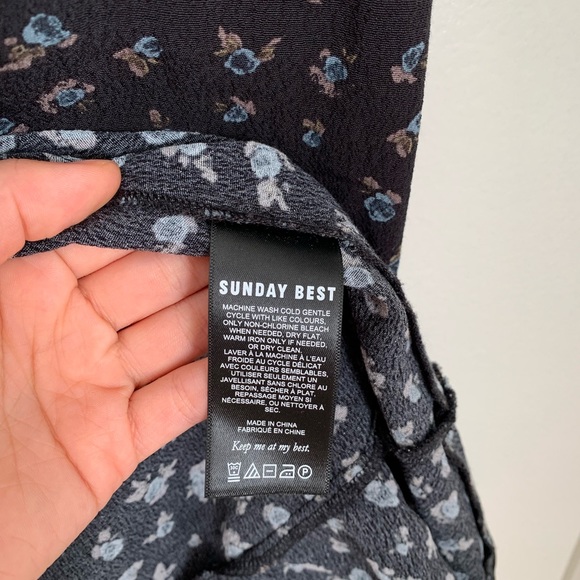 SUNDAY BEST
MACHINE WASH COLD GENTLE
CYCLE WITH LIKE COLOURS,
ONLY NON-CHLORINE BLEACH
WHEN NEEDED, DRY FLAT,
WARM IRON ONLY IF NEEDED,
OR DRY CLEAN.
LAVER À LA MACHINE À L'EAU
FROIDE AU CYCLE DÉLICAT
AVEC COULEURS SEMBLABLES,
UTILISER SEULEMENT UN
JAVELLISANT SANS CHLORE AU
BESOIN, SÉCHER À PLAT,
REPASSAGE MOYEN SI
NÉCESSAIRE, OU NETTOYER À
SEC.
MADE IN CHINA
FABRIQUÉ EN CHINE
Keep me at my best.
P